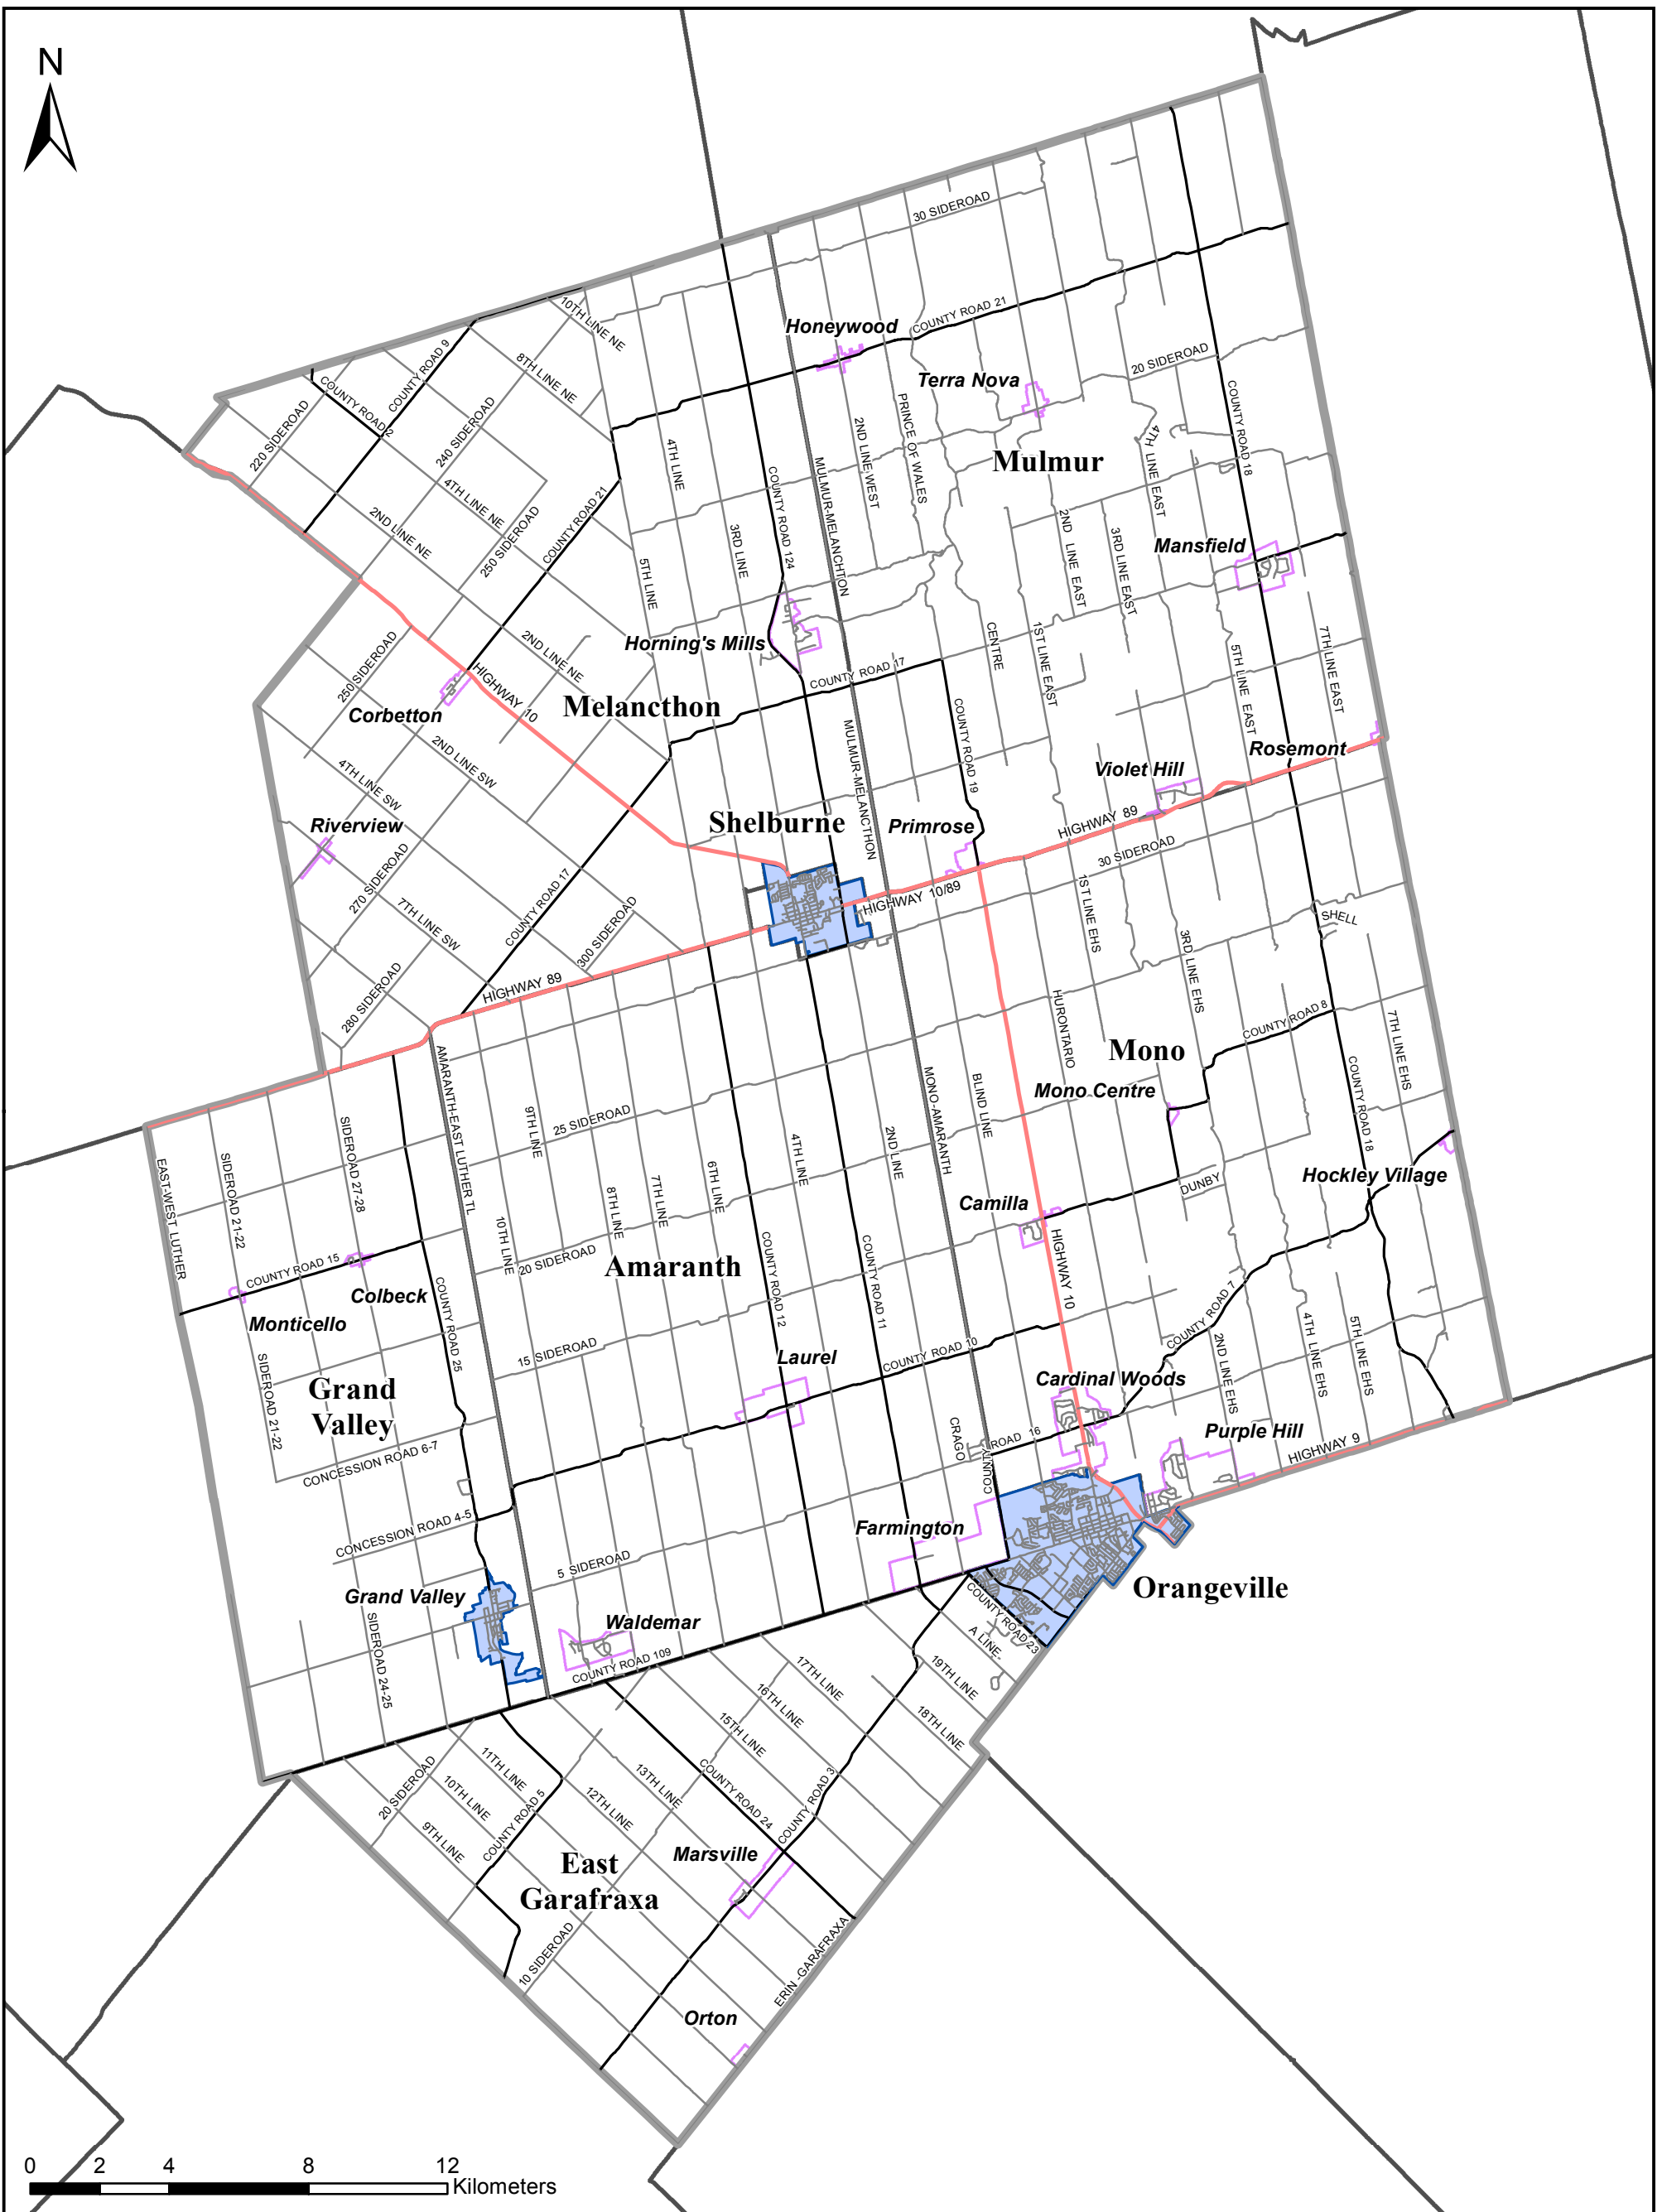 N
30 SIDEROAD
COUNTY ROAD 21
10TH LINE NE
Honeywood
COUNTY ROAD 9
8TH LINE NE
20 SIDEROAD
COUNTY ROAD 2
Terra Nova
COUNTY ROAD 18
220 SIDEROAD
240 SIDEROAD
4TH LINE
2ND LINE WEST
PRINCE OF WALES
4TH LINE EAST
Mulmur
COUNTY ROAD 124
MULMUR-MELANCHTON
4TH LINE NE
COUNTY ROAD 21
2ND LINE NE
250 SIDEROAD
3RD LINE
2ND LINE EAST
3RD LINE EAST
Mansfield
5TH LINE
Horning's Mills
CENTRE
1ST LINE EAST
7TH LINE EAST
5TH LINE EAST
250 SIDEROAD
2ND LINE NE
COUNTY ROAD 17
HIGHWAY 10
Corbetton
Melancthon
COUNTY ROAD 19
MULMUR-MELANCTHON
Rosemont
2ND LINE SW
Violet Hill
4TH LINE SW
Riverview
Shelburne
Primrose
HIGHWAY 89
30 SIDEROAD
270 SIDEROAD
HIGHWAY 10/89
7TH LINE SW
COUNTY ROAD 17
300 SIDEROAD
1ST LINE EHS
SHELL
3RD LINE EHS
280 SIDEROAD
HIGHWAY 89
HURONTARIO
COUNTY ROAD 8
7TH LINE EHS
Mono
AMARANTH-EAST LUTHER TL
MONO-AMARANTH
BLIND LINE
Mono Centre
COUNTY ROAD 18
9TH LINE
25 SIDEROAD
SIDEROAD 27-28
4TH LINE
2ND LINE
EAST-WEST LUTHER
SIDEROAD 21-22
8TH LINE
7TH LINE
6TH LINE
DUNBY
Hockley Village
Camilla
10TH LINE
20 SIDEROAD
Amaranth
COUNTY ROAD 12
COUNTY ROAD 11
HIGHWAY 10
COUNTY ROAD 15
Colbeck
COUNTY ROAD 25
Monticello
COUNTY ROAD 7
SIDEROAD 21-22
15 SIDEROAD
COUNTY ROAD 10
Laurel
2ND LINE EHS
4TH LINE EHS
5TH LINE EHS
Grand
Valley
Cardinal Woods
CRAGO
COUNTY
ROAD 16
Purple Hill
HIGHWAY 9
CONCESSION ROAD 6-7
CONCESSION ROAD 4-5
Farmington
5 SIDEROAD
Grand Valley
Orangeville
SIDEROAD 24-25
Waldemar
COUNTY ROAD 23
A LINE
COUNTY ROAD 109
17TH LINE
19TH LINE
16TH LINE
18TH LINE
15TH LINE
20 SIDEROAD
11TH LINE
10TH LINE
13TH LINE
COUNTY ROAD 24
COUNTY ROAD 3
COUNTY ROAD 5
12TH LINE
9TH LINE
Marsville
East
Garafraxa
10 SIDEROAD
ERIN -GARAFRAXA
Orton
0 2 4 8 12
Kilometers